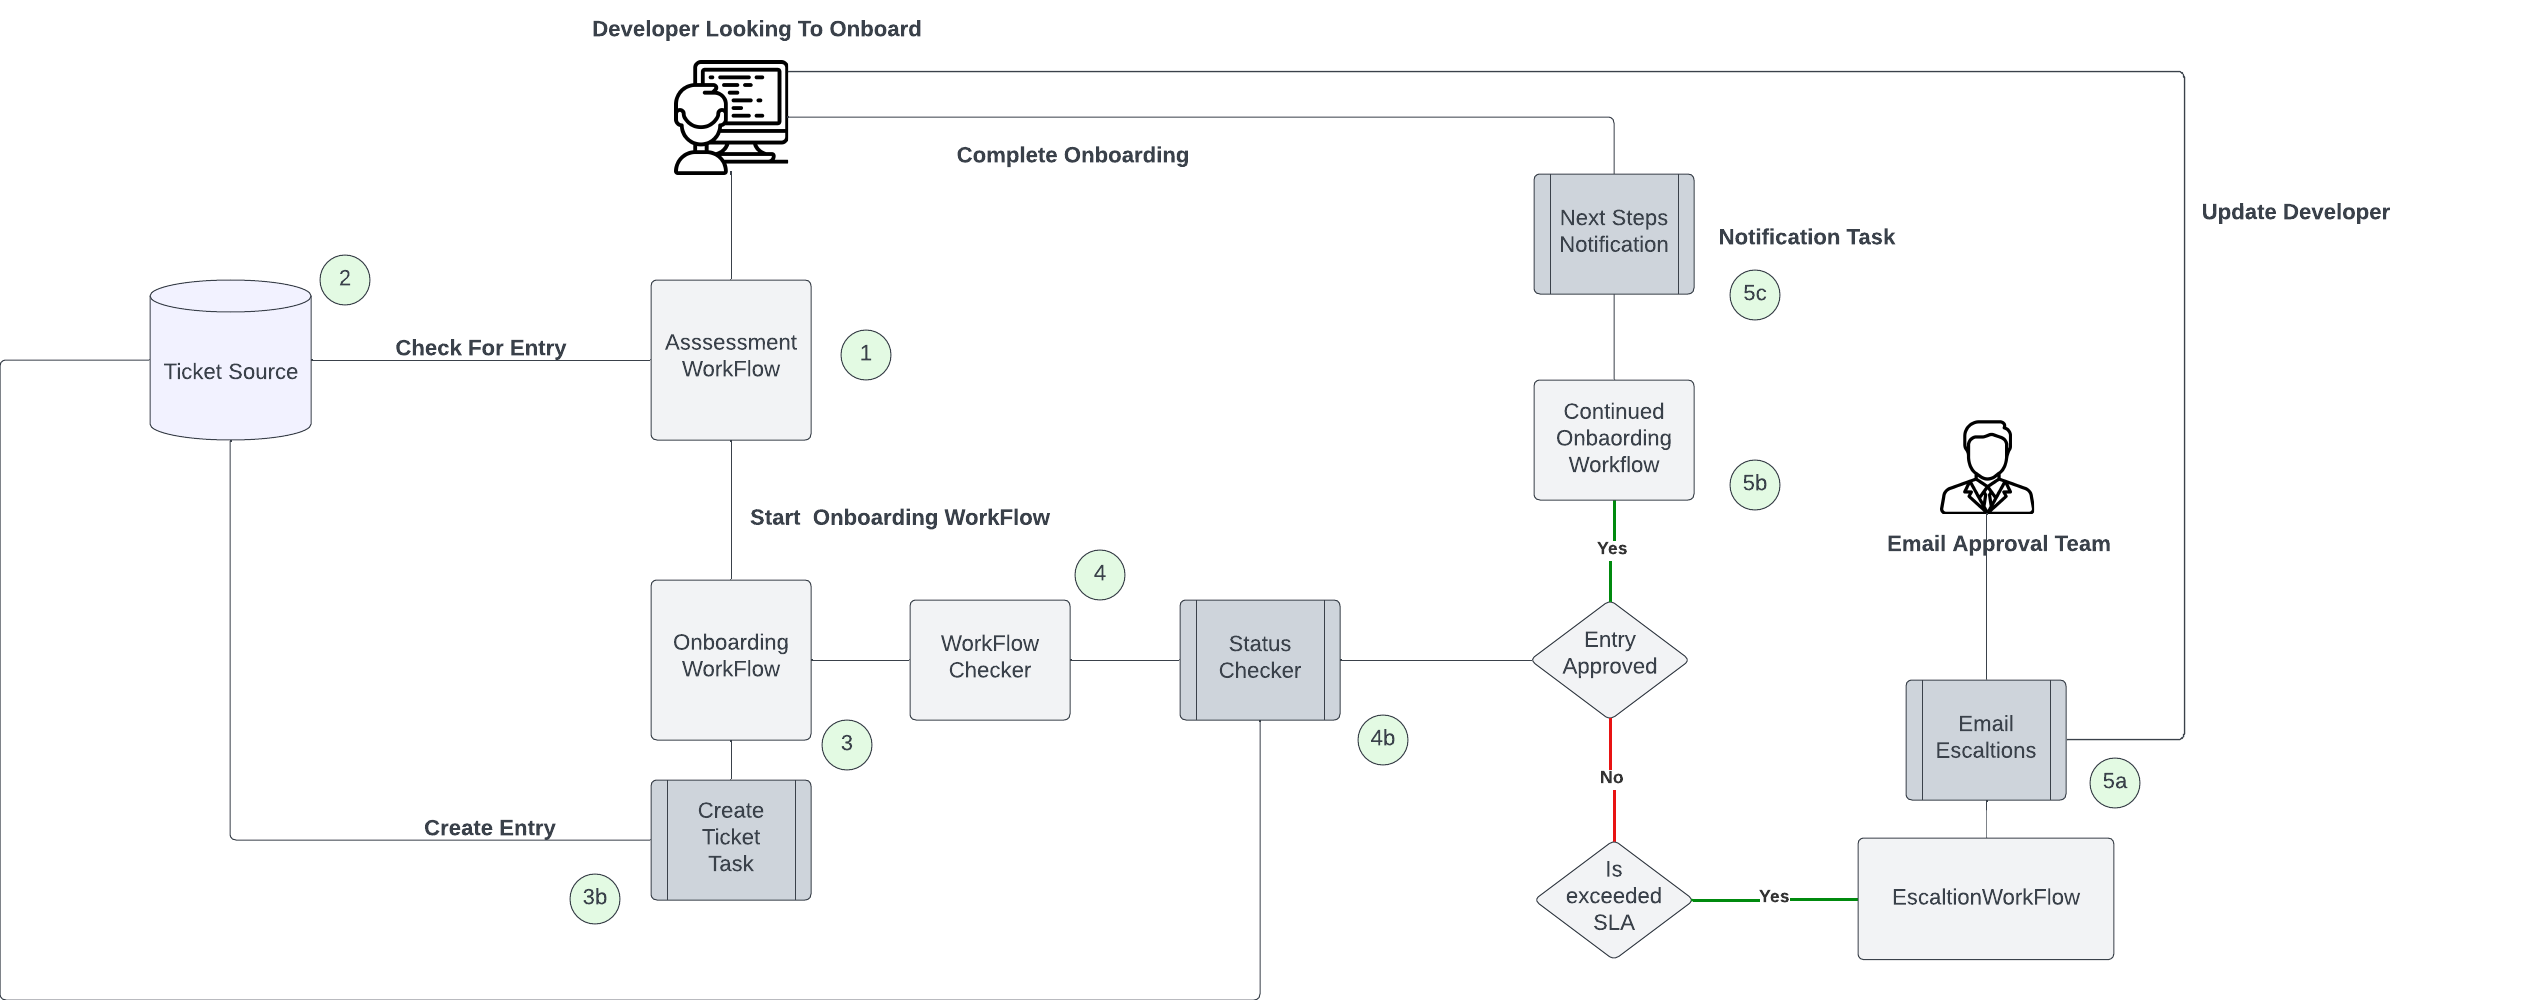 Developer Looking To Onboard
Complete Onboarding
Update Developer
Next Steps
Notification
Notification Task
5c
2
Ticket Source
Check For Entry
Asssessment
WorkFlow
1
Continued
Onbaording
Workflow
5b
Start  Onboarding WorkFlow
Yes
Email Approval Team
4
Onboarding
WorkFlow
WorkFlow
Checker
Status
Checker
Entry
Approved
3
4b
Email
Escaltions
5a
No
Create
Ticket
Task
Create Entry
3b
Is
exceeded
SLA
Yes
EscaltionWorkFlow